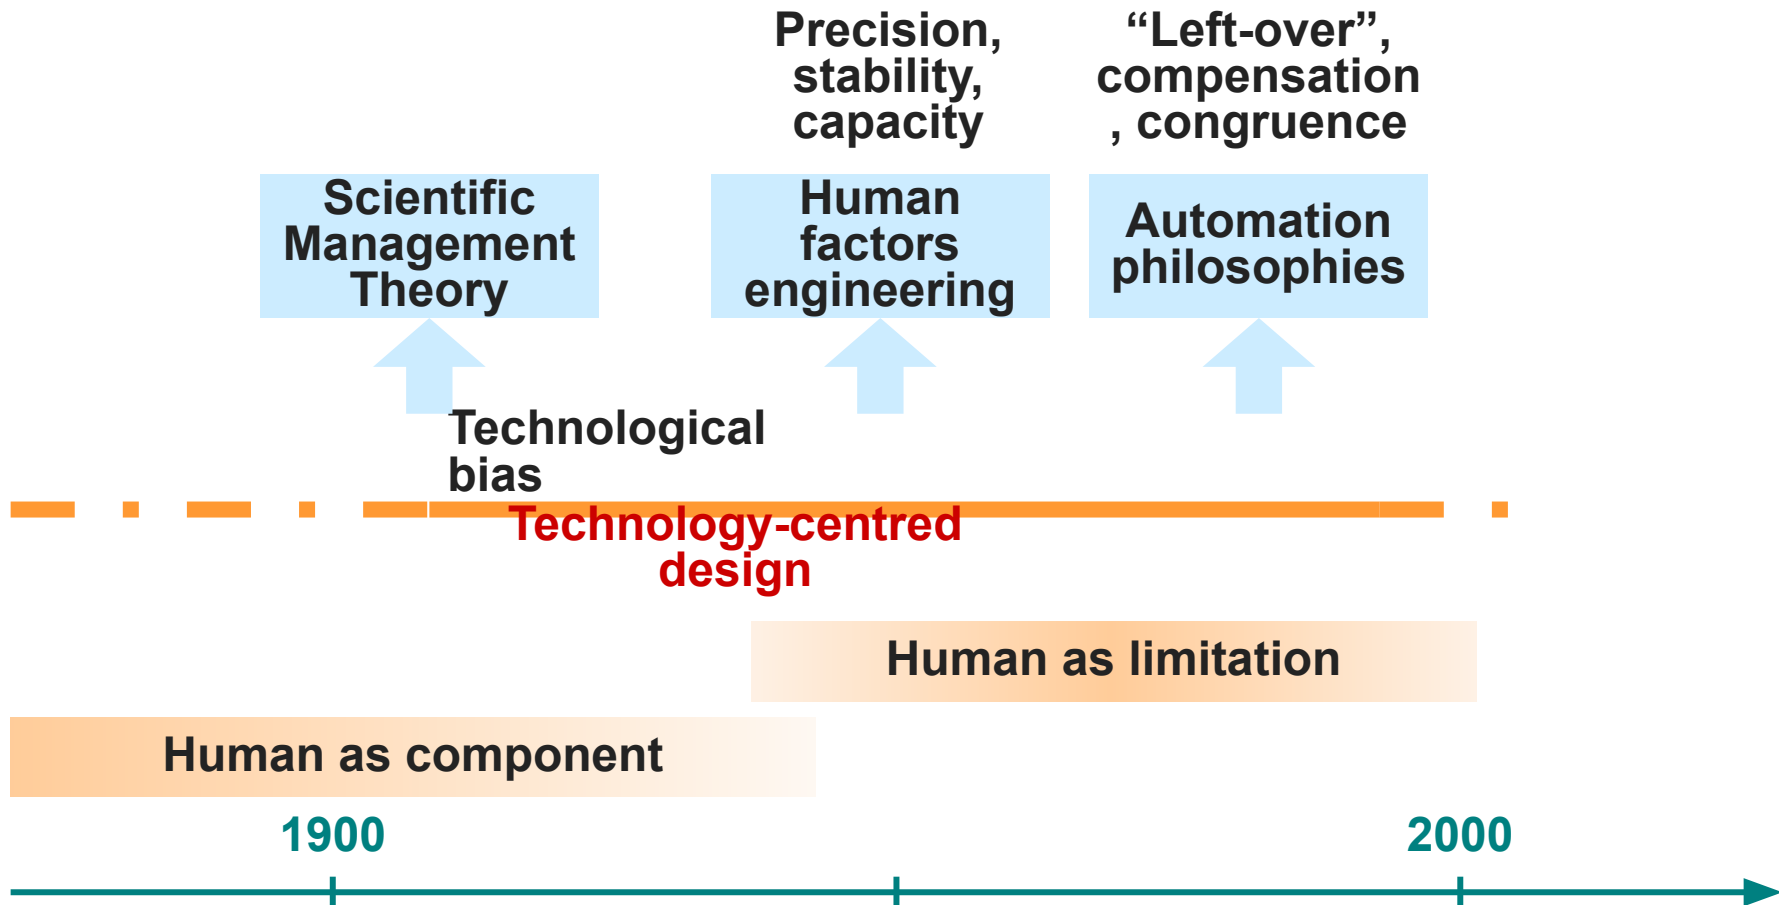 Precision,
stability,
capacity
“Left-over”,
compensation
, congruence
Scientific
Management
Theory
Human
factors
engineering
Automation
philosophies
Technological
bias
Technology-centred
design
Human as limitation
Human as component
1900
2000